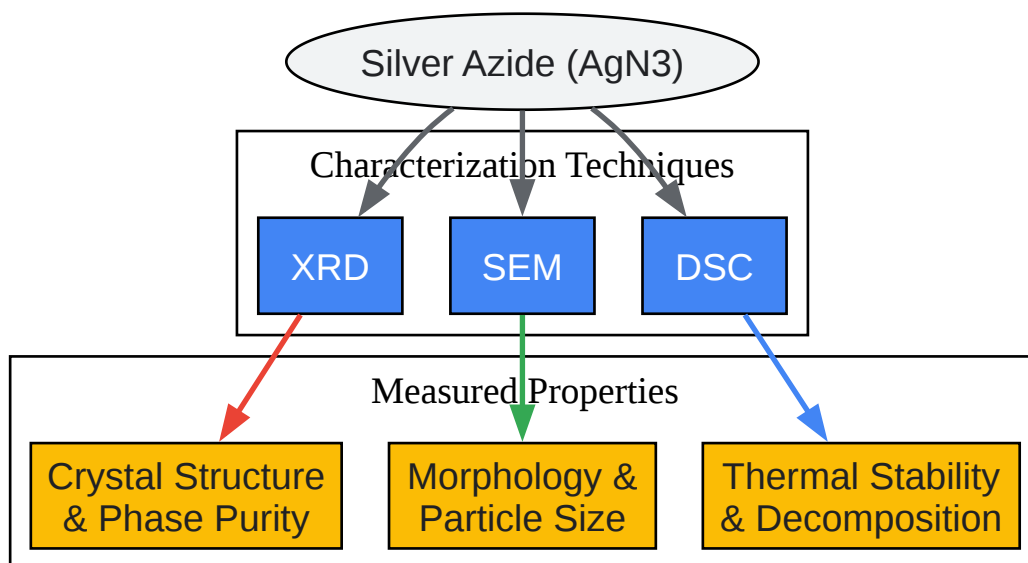 Silver Azide (AgN3)
Characterization Techniques
XRD
SEM
DSC
Measured Properties
Crystal Structure
& Phase Purity
Morphology &
Particle Size
Thermal Stability
& Decomposition